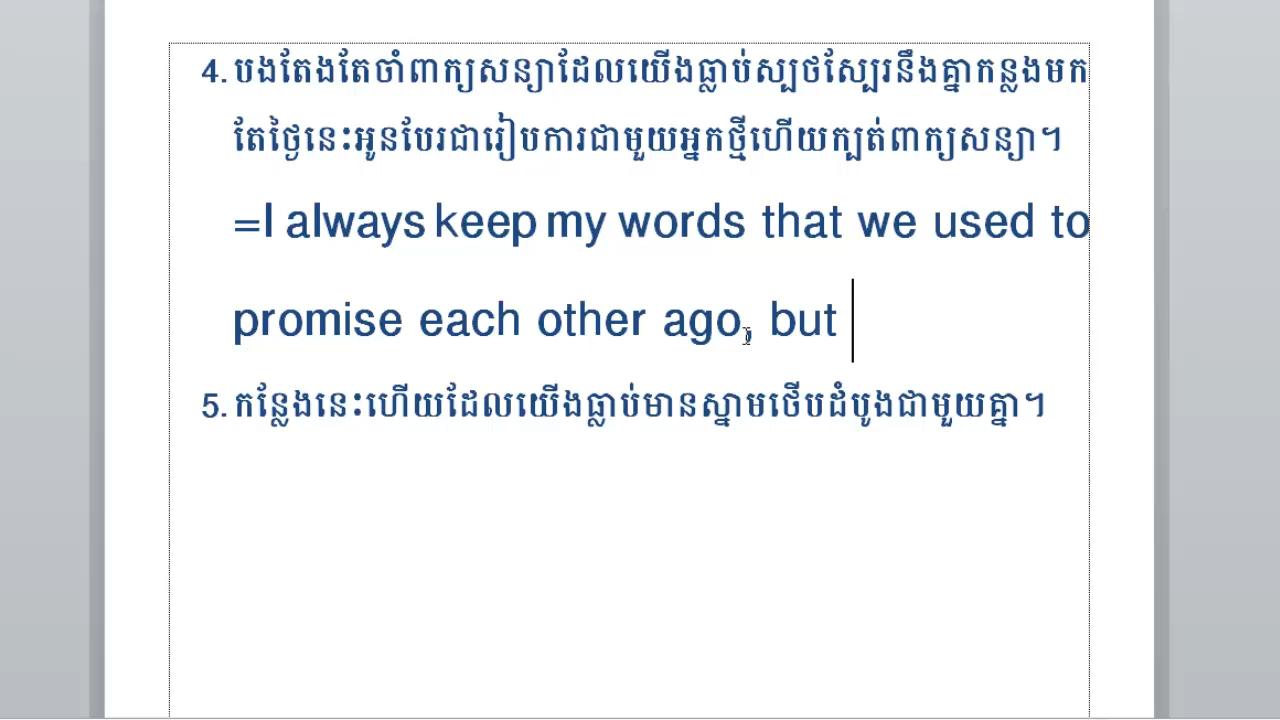 4. បងតែងតែចាំពាក្យសន្យាដែលយើងធ្លាប់ស្បថស្បែរនឹងគ្នាកន្លងមក
តែថ្ងៃនេះអូនបែរជារៀបការជាមួយអ្នកថ្មីហើយក្បត់ពាក្យសន្យា។
=I always keep my words that we used to
promise each other ago, but
5. កន្លែងនេះហើយដែលយើងធ្លាប់មានស្នាមថើបដំបូងជាមួយគ្នា។